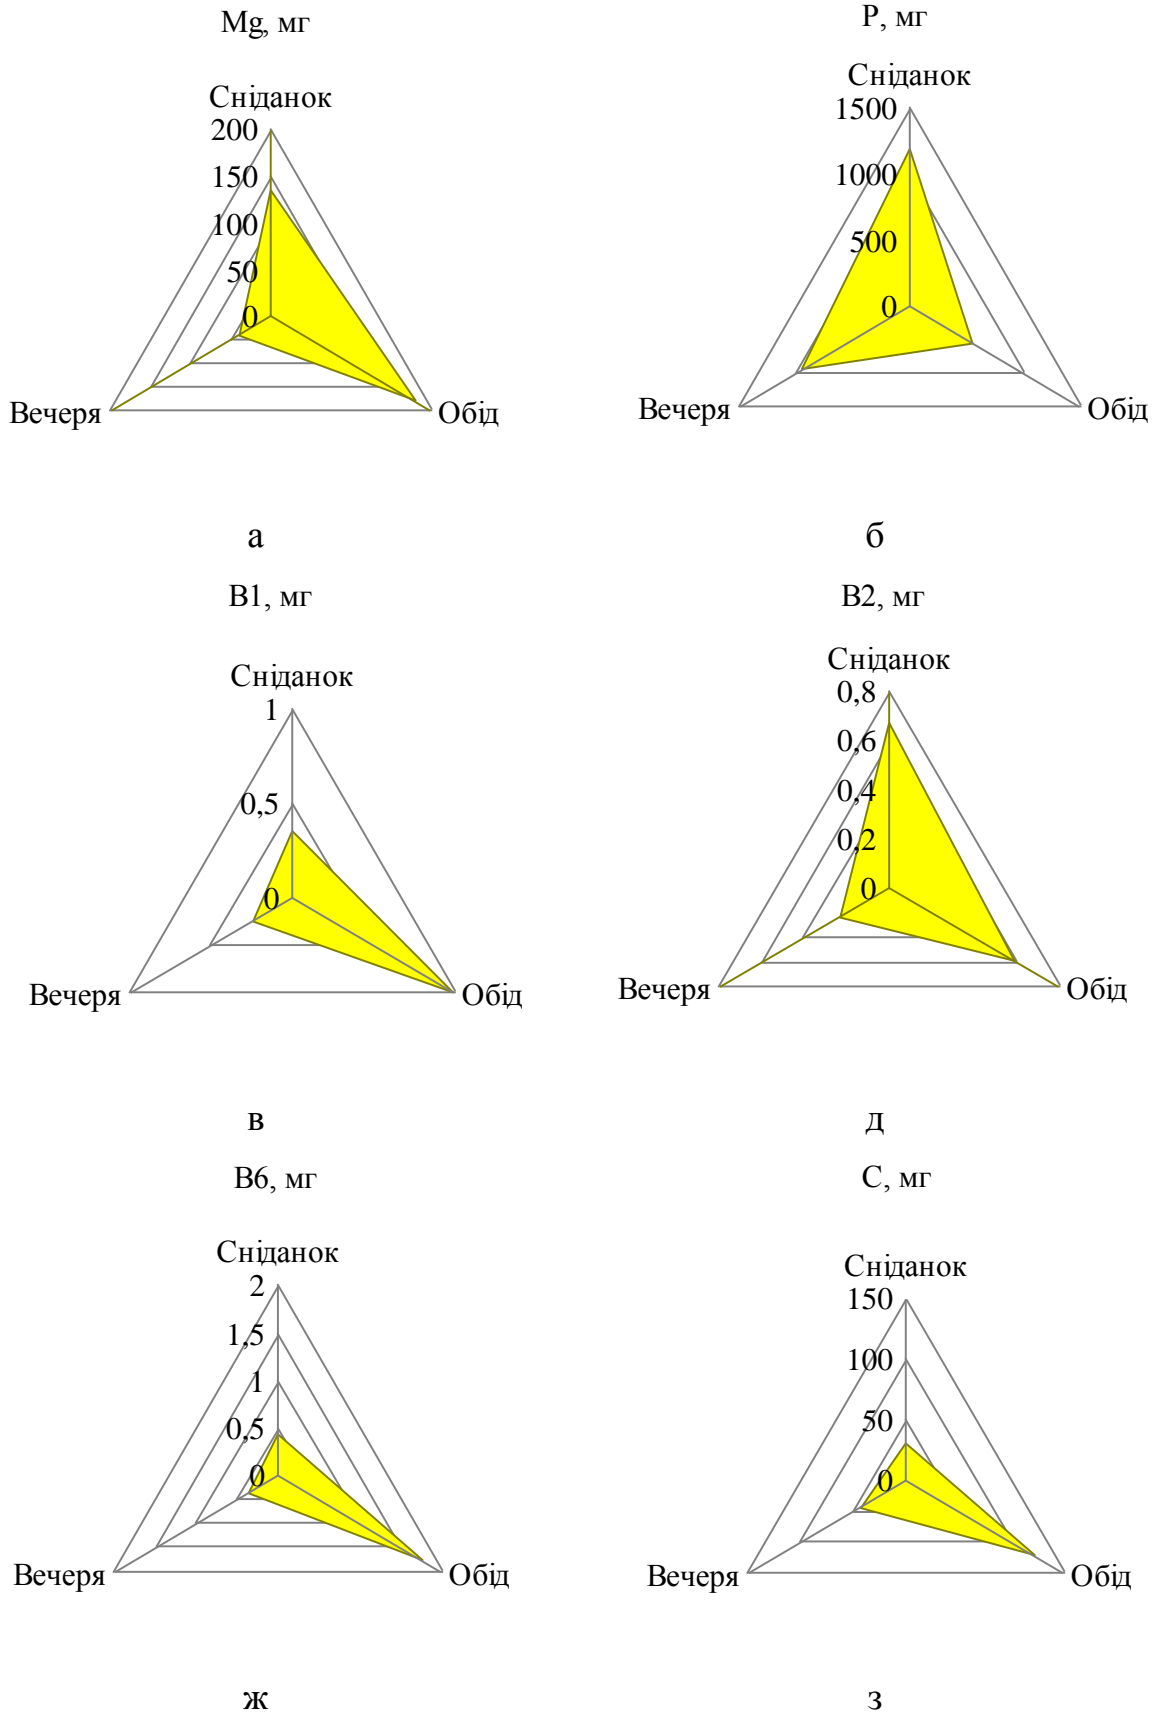 Mg, мг
Сніданок
200
150
100
50
0
Вечеря
Обід
а
P, мг
Сніданок
1500
1000
500
0
Вечеря
Обід
б
В1, мг
Сніданок
1
0,5
0
Вечеря
Обід
в
В2, мг
Сніданок
0,8
0,6
0,4
0,2
0
Вечеря
Обід
д
В6, мг
Сніданок
2
1,5
1
0,5
0
Вечеря
Обід
ж
С, мг
Сніданок
150
100
50
0
Вечеря
Обід
з